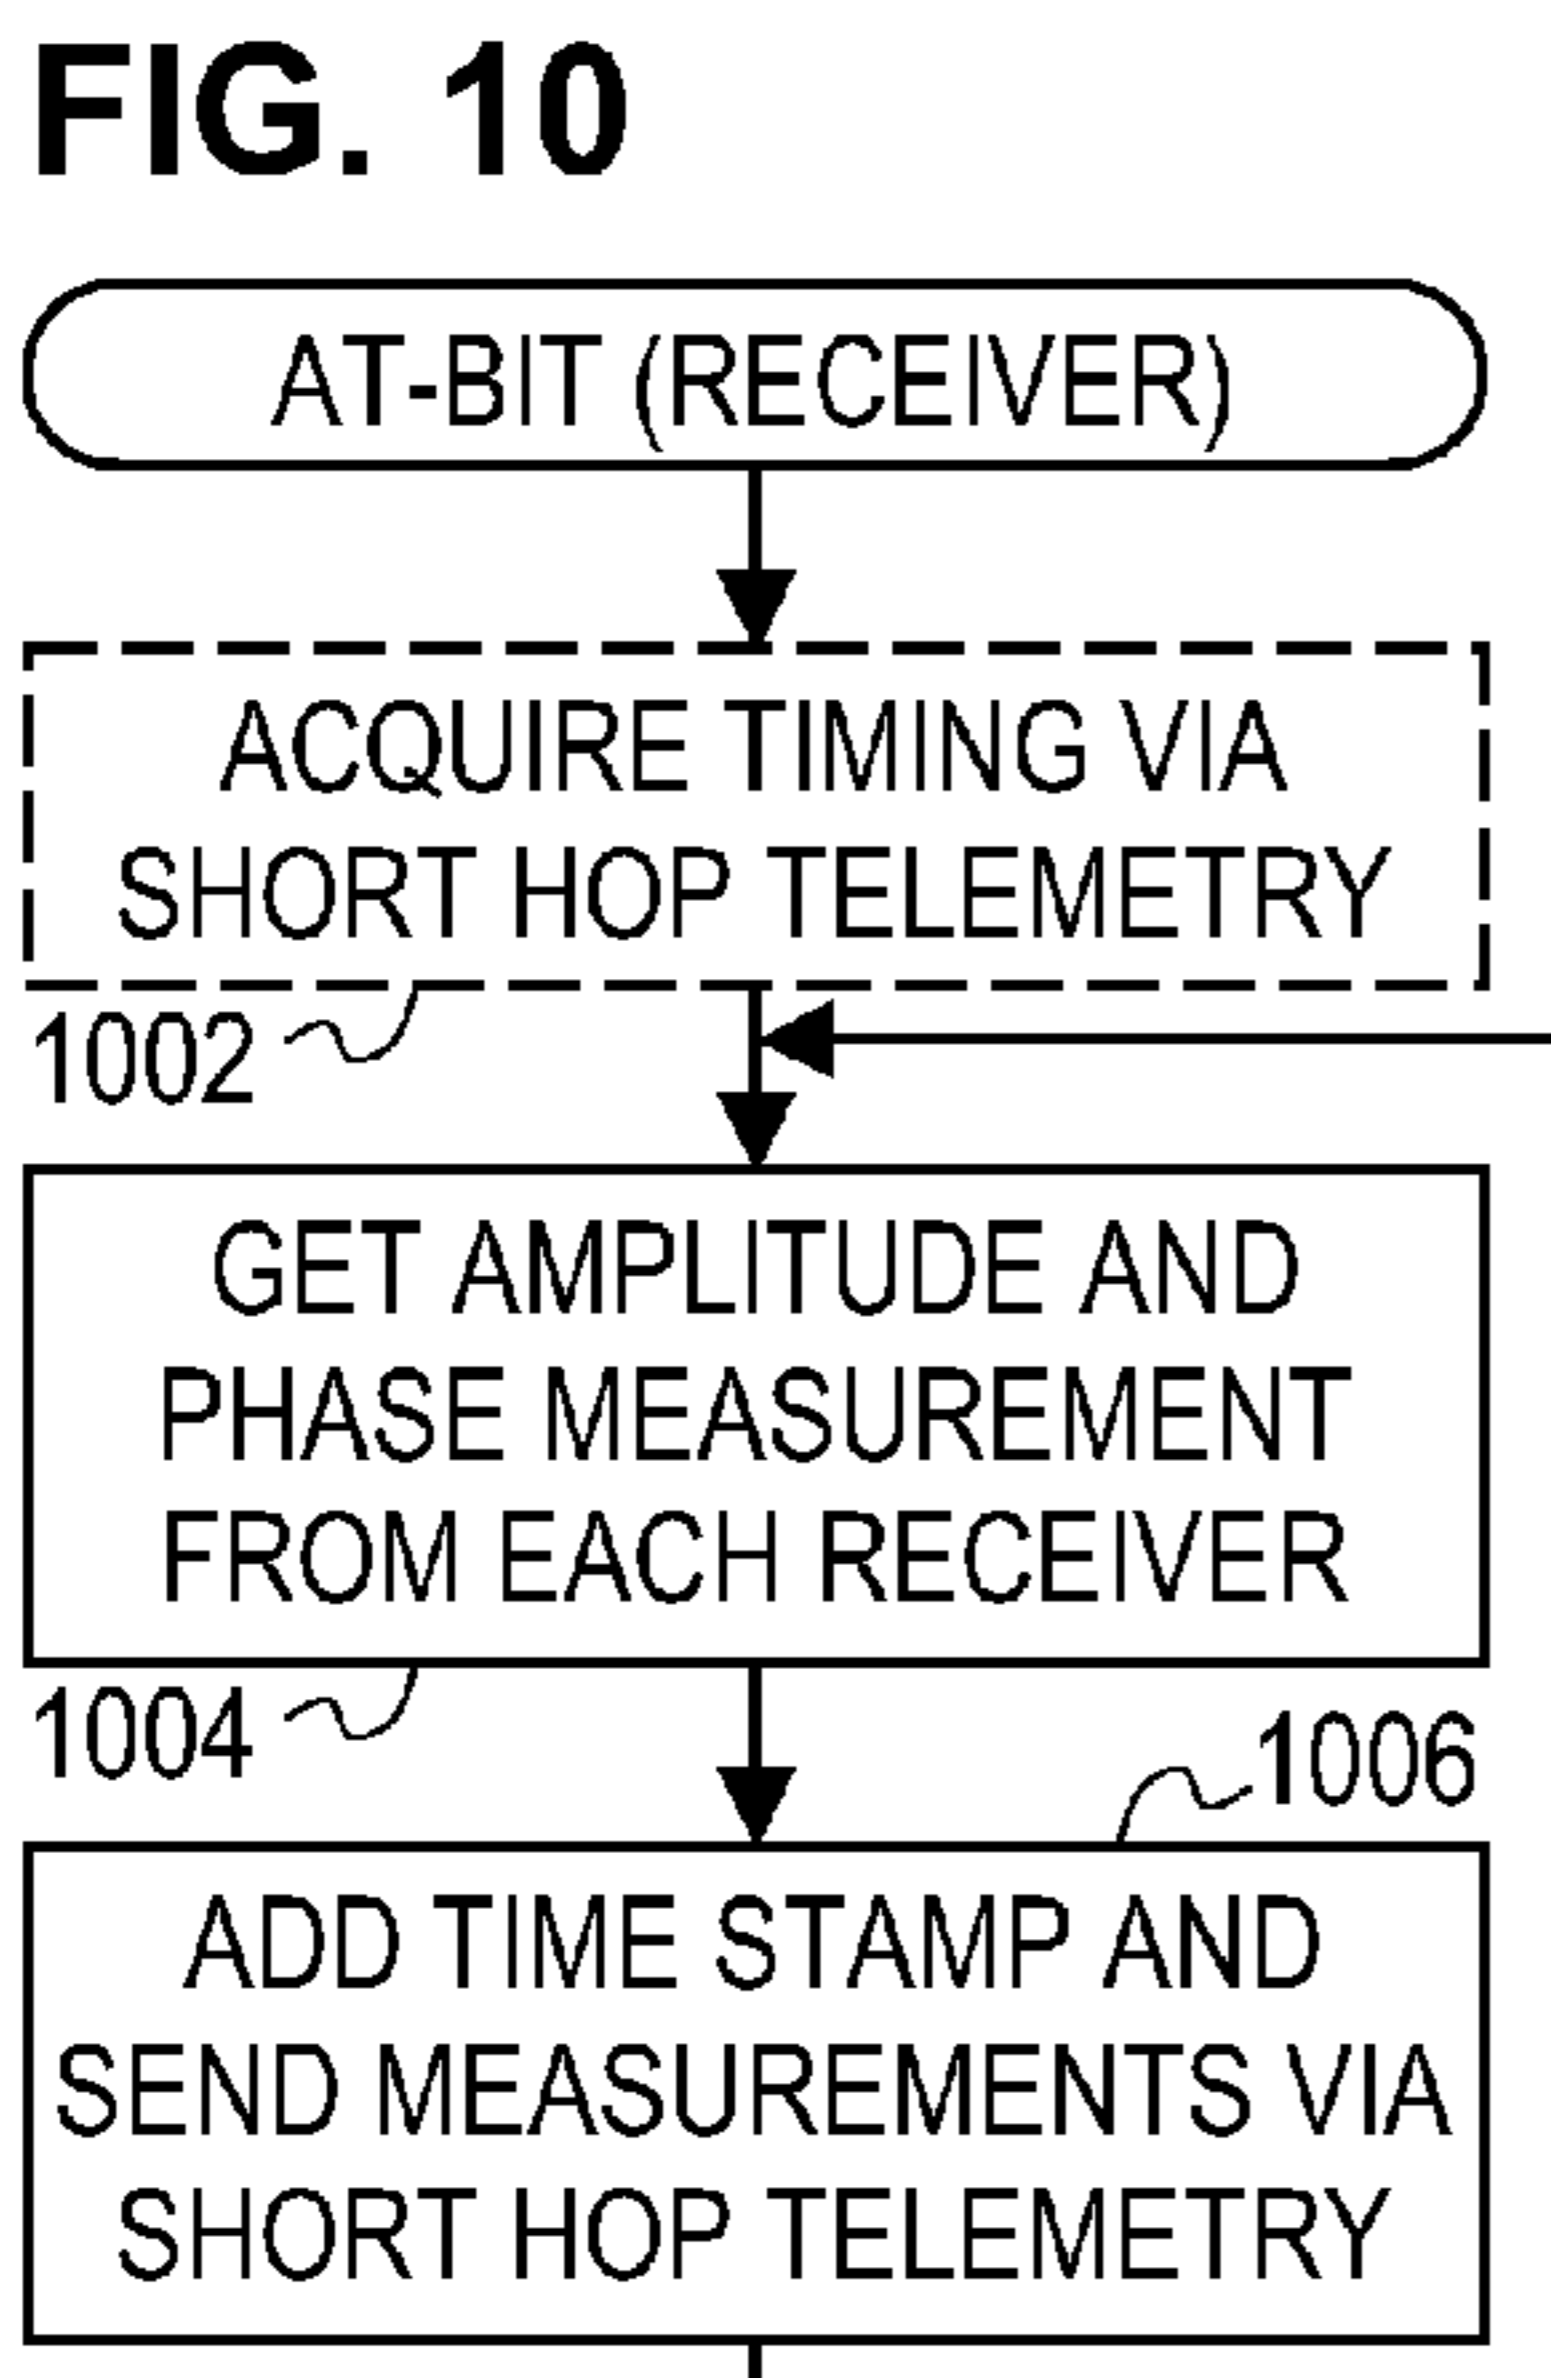 FIG. 10
AT-BIT (RECEIVER)
ACQUIRE TIMING VIA
SHORT HOP TELEMETRY
1002
GET AMPLITUDE AND
PHASE MEASUREMENT
FROM EACH RECEIVER
1004
1006
ADD TIME STAMP AND
SEND MEASUREMENTS VIA
SHORT HOP TELEMETRY